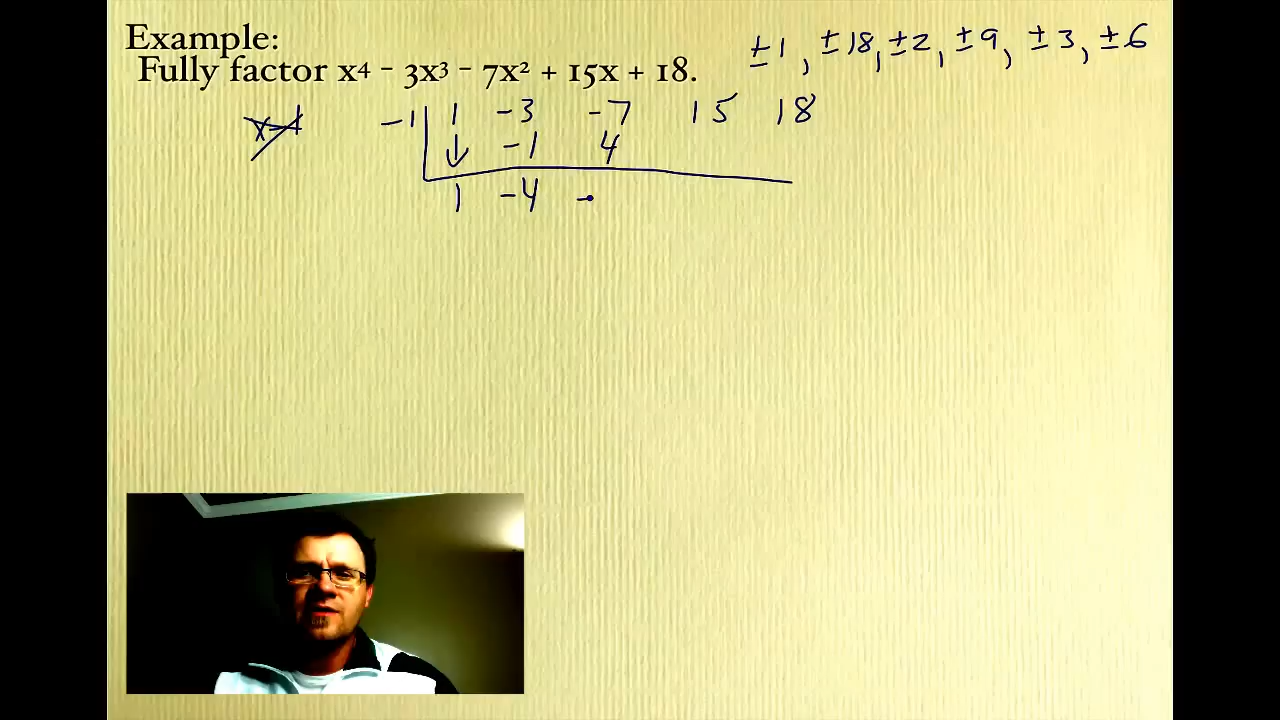 Example:
Fully factor x⁴ - 3x³ - 7x² + 15x + 18.
±1, ±18, ±2, ±9, ±3, ±6
x-1
-1 | 1 -3 -7 15 18
↓ -1 4
1 -4 -